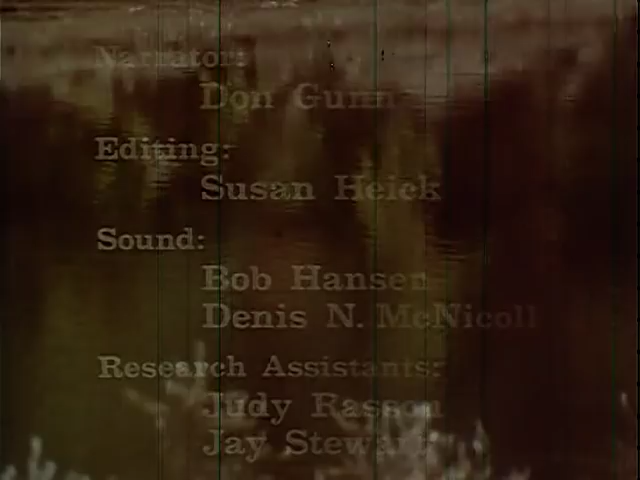 Narrator:
Don Gunn
Editing:
Susan Heick
Sound:
Bob Hansen
Denis N. McNicoll
Research Assistants:
Judy Rasson
Jay Stewart